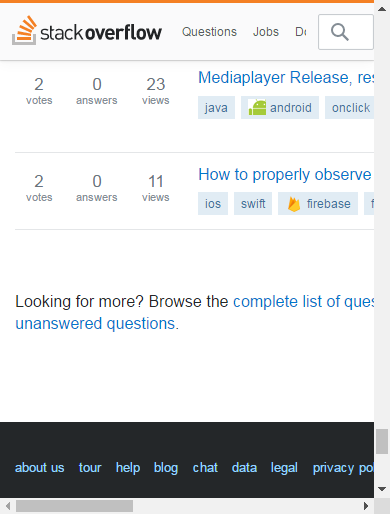 stackoverflow Questions Jobs
2 0 23 Mediaplayer Release, res
votes answers views
java android onclick
2 0 11 How to properly observe
votes answers views
ios swift firebase f
Looking for more? Browse the complete list of ques
unanswered questions.
about us tour help blog chat data legal privacy po